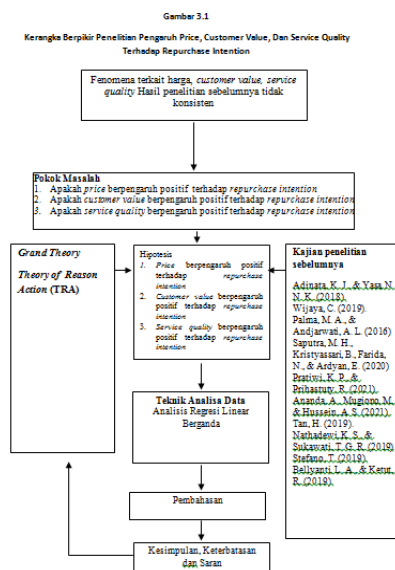 Gambar 3.1
Kerangka Berpikir Penelitian Pengaruh Price, Customer Value, Dan Service Quality
Terhadap Repurchase Intention
Fenomena terkait harga, customer value, service
quality Hasil penelitian sebelumnya tidak
konsisten
Pokok Masalah
1. Apakah price berpengaruh positif terhadap repurchase intention
2. Apakah customer value berpengaruh positif terhadap repurchase intention
3. Apakah service quality berpengaruh positif terhadap repurchase intention
Grand Theory
Theory of Reason
Action (TRA)
Hipotesis
1. Price berpengaruh positif
terhadap repurchase
intention
2. Customer value berpengaruh
positif terhadap repurchase
intention
3. Service quality berpengaruh
positif terhadap repurchase
intention
Kajian penelitian
sebelumnya
Adinata, K. J., & Yasa, N.
N. K. (2018).
Wijaya, C. (2019).
Palma, M. A., &
Andjarwati, A. L. (2016)
Saputra, M. H.,
Kristyassari, B., Farida,
N., & Ardyan, E. (2020)
Pratiwi, K. P., &
Prihastuty, R. (2021).
Ananda, A., Mugiono, M,
& Hussein, A. S. (2021).
Tan, H. (2019).
Nathadewi, K. S., &
Sukawati, T. G. R. (2019)
Stefano, T. (2019).
Bellyanti, L. A., & Ketut,
R. (2019).
Teknik Analisa Data
Analisis Regresi Linear
Berganda
Pembahasan
Kesimpulan, Keterbatasan
dan Saran